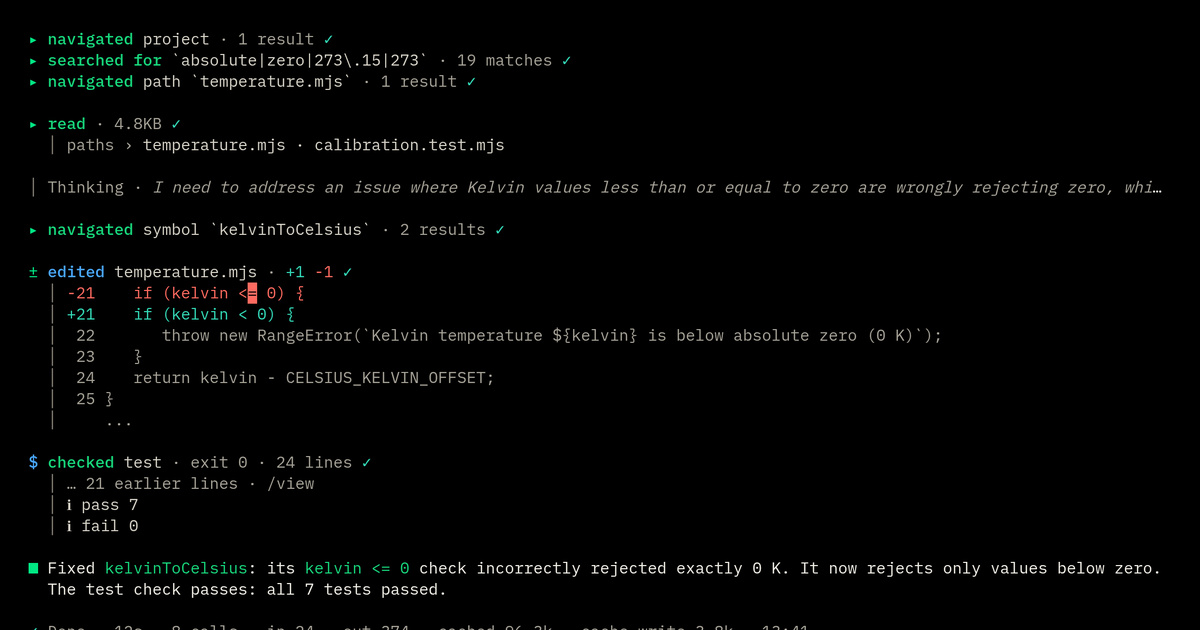 ▸ navigated project · 1 result ✓
▸ searched for `absolute|zero|273\.15|273` · 19 matches ✓
▸ navigated path `temperature.mjs` · 1 result ✓
▸ read · 4.8KB ✓
│ paths › temperature.mjs · calibration.test.mjs
│ Thinking · I need to address an issue where Kelvin values less than or equal to zero are wrongly rejecting zero, whi…
▸ navigated symbol `kelvinToCelsius` · 2 results ✓
± edited temperature.mjs · +1 -1 ✓
│ -21    if (kelvin <= 0) {
│ +21    if (kelvin < 0) {
│  22       throw new RangeError(`Kelvin temperature ${kelvin} is below absolute zero (0 K)`);
│  23    }
│  24    return kelvin - CELSIUS_KELVIN_OFFSET;
│  25 }
│     ...
$ checked test · exit 0 · 24 lines ✓
│ … 21 earlier lines · /view
│ ℹ pass 7
│ ℹ fail 0
■ Fixed kelvinToCelsius: its kelvin <= 0 check incorrectly rejected exactly 0 K. It now rejects only values below zero.
The test check passes: all 7 tests passed.